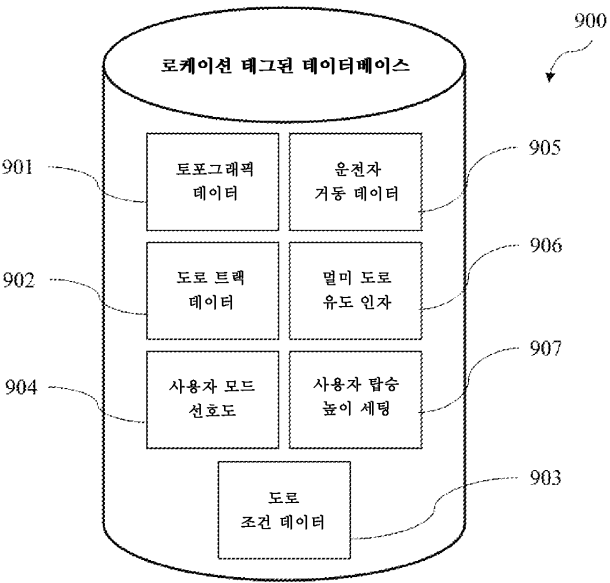 900
로케이션 태그된 데이터베이스
901
토포그래픽
데이터
운전자
거동 데이터
905
902
도로 트랙
데이터
멀미 도로
유도 인자
906
904
사용자 모드
선호도
사용자 탑승
높이 세팅
907
도로
조건 데이터
903